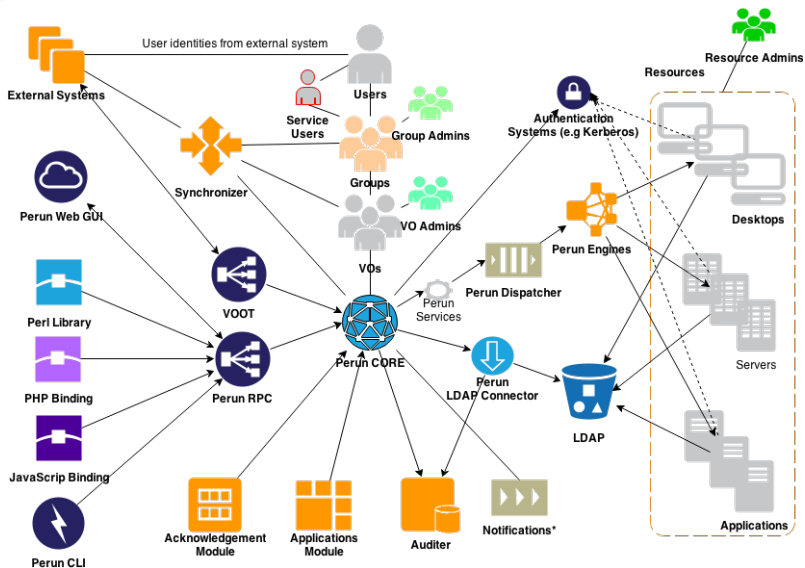 User identities from external system
Resource Admins
Resources
External Systems
Users
Service
Users
Group Admins
Authentication
Systems (e.g Kerberos)
Synchronizer
Groups
Perun Web GUI
VO Admins
Perun Engines
Desktops
VOs
VOOT
Perun
Services
Perun Dispatcher
Perl Library
Perun CORE
Servers
PHP Binding
Perun RPC
Perun
LDAP Connector
LDAP
JavaScrip Binding
Applications
Perun CLI
Acknowledgement
Module
Applications
Module
Auditer
Notifications*